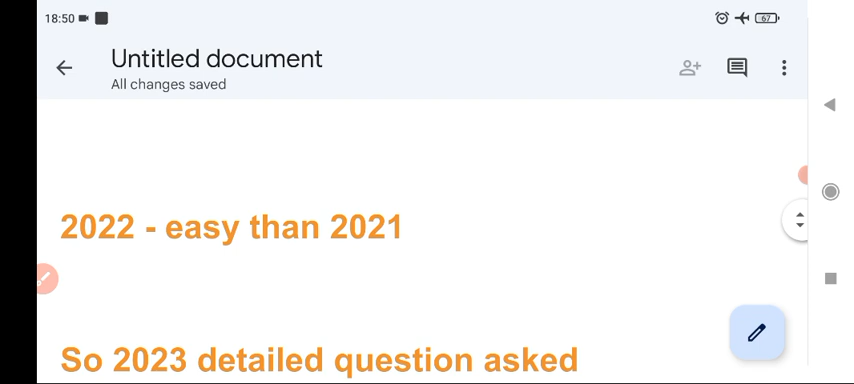 18:50
67
Untitled document
All changes saved
2022 - easy than 2021
So 2023 detailed question asked